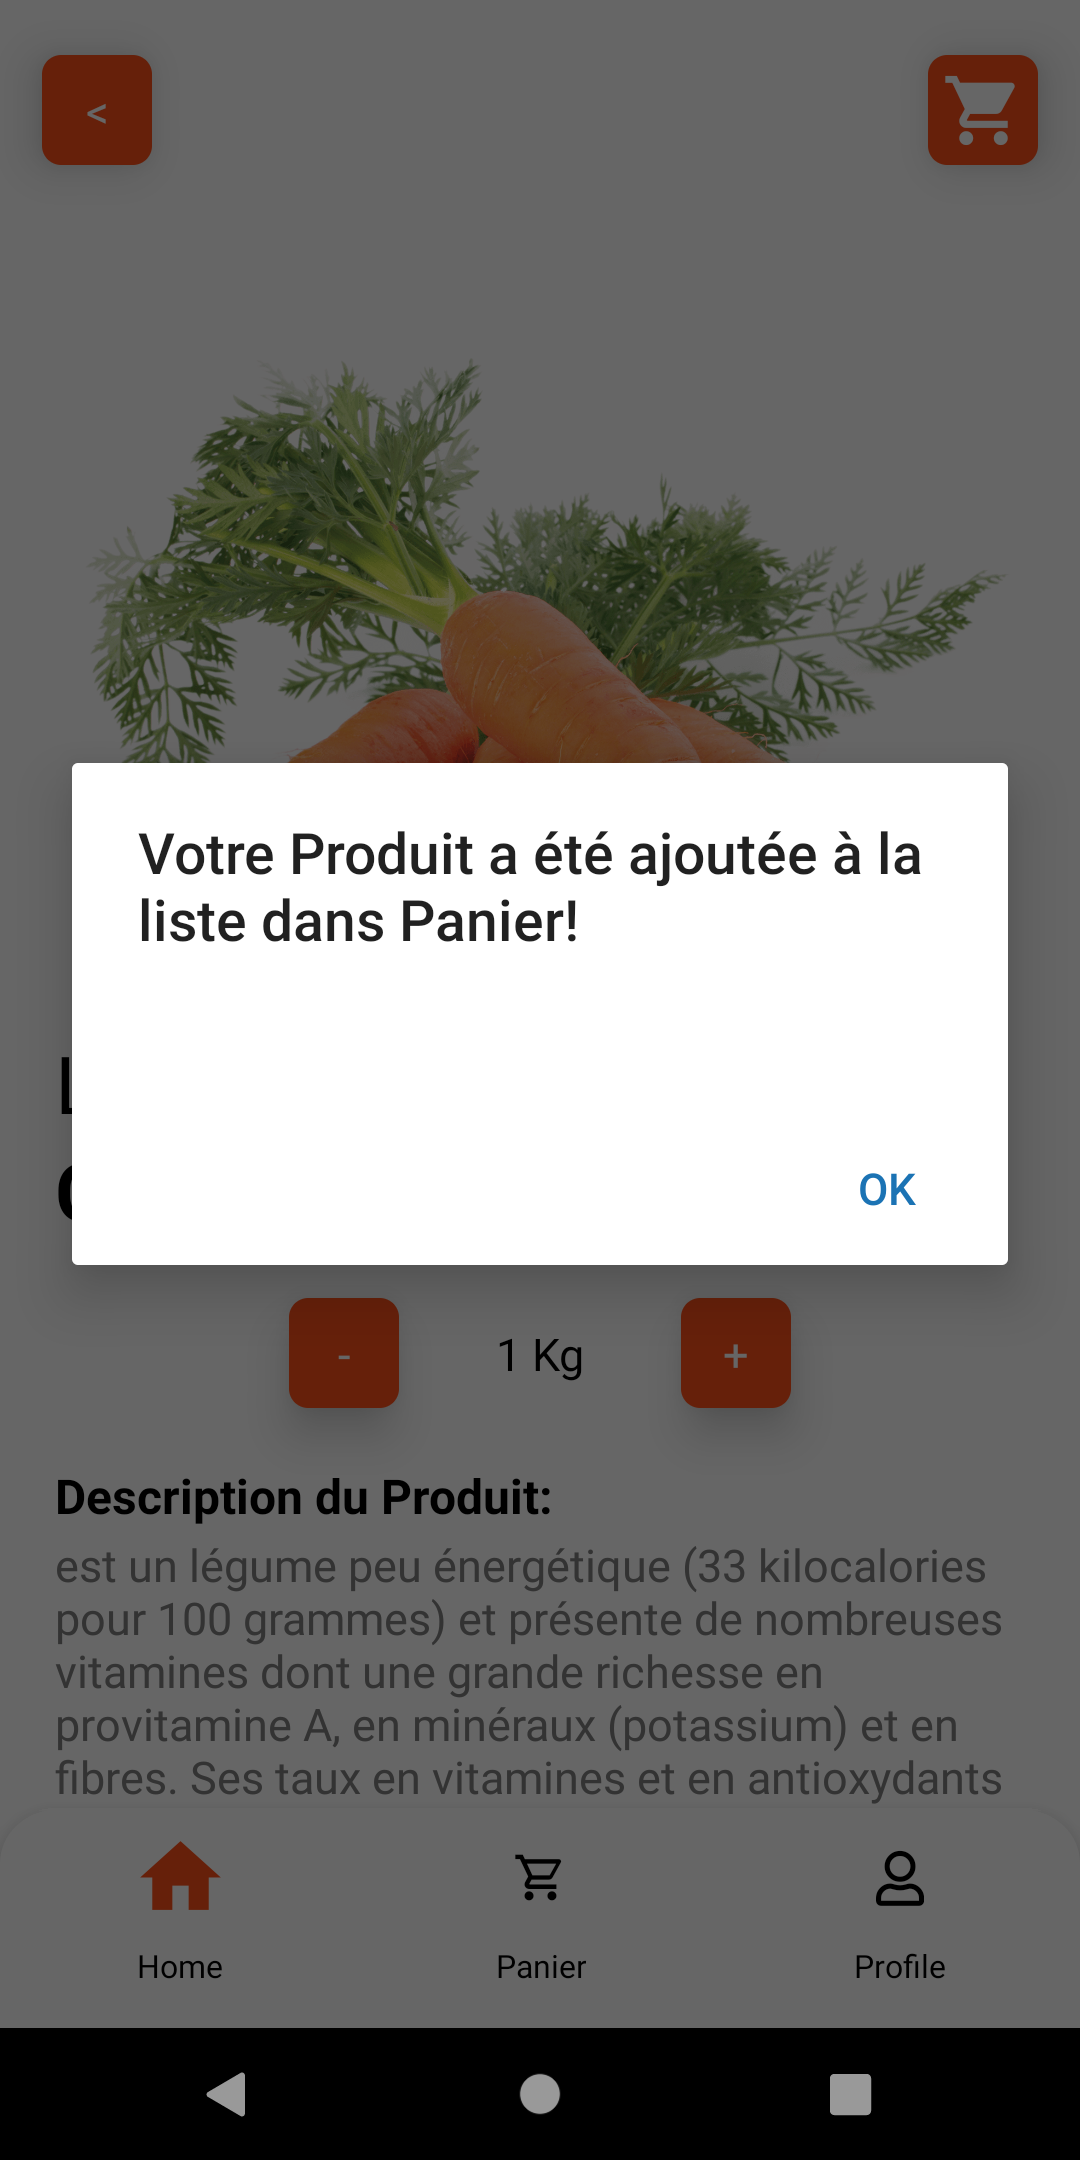 <
Votre Produit a été ajoutée à la
liste dans Panier!
OK
- 1 Kg +
Description du Produit:
est un légume peu énergétique (33 kilocalories
pour 100 grammes) et présente de nombreuses
vitamines dont une grande richesse en
provitamine A, en minéraux (potassium) et en
fibres. Ses taux en vitamines et en antioxydants
Home Panier Profile